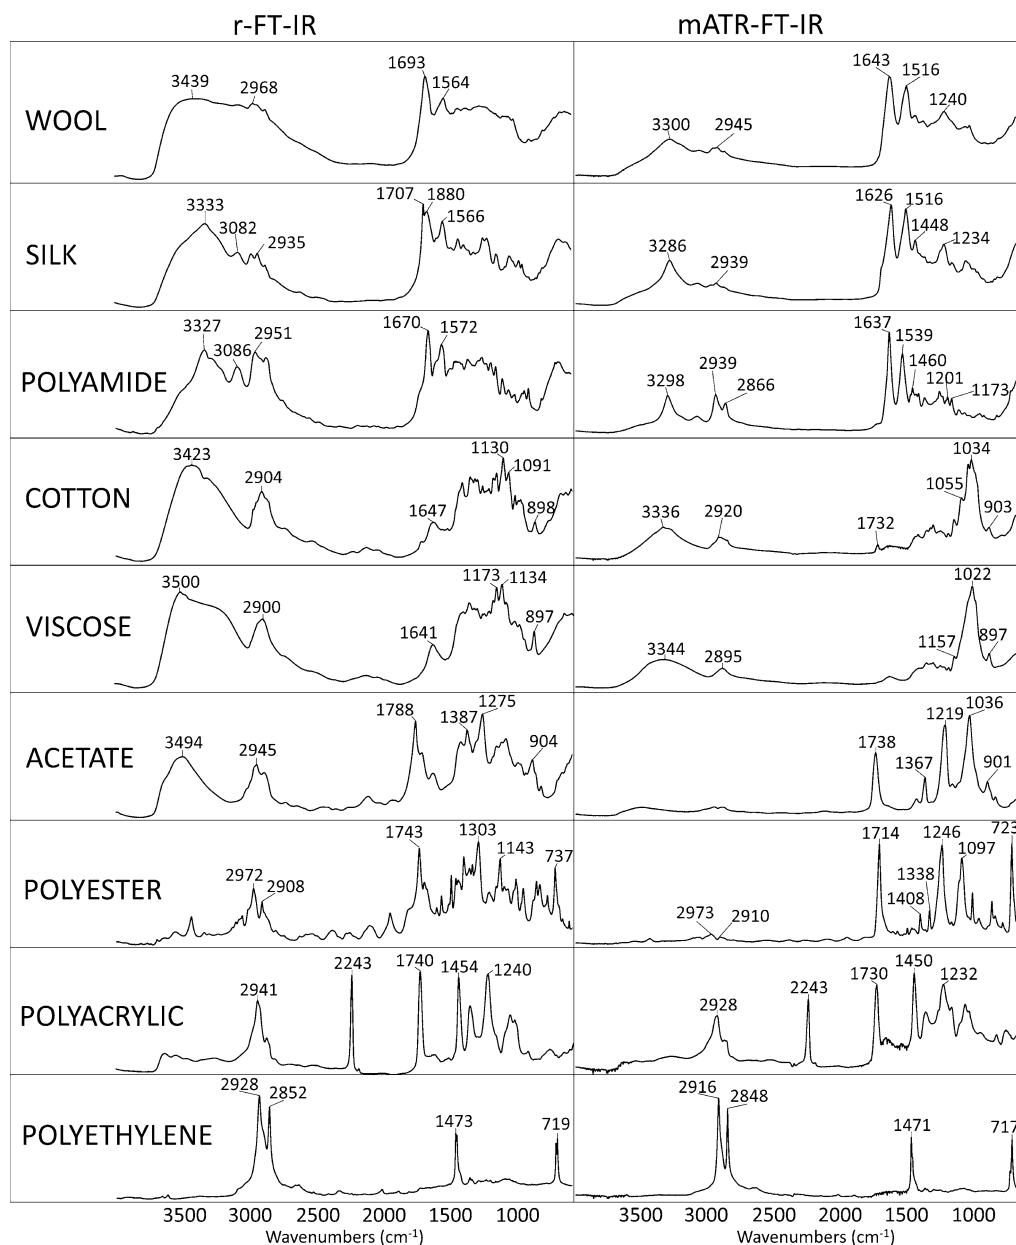 r-FT-IR mATR-FT-IR
WOOL
3439 2968 1693 1564
3300 2945 1643 1516 1240
SILK
3333 3082 2935 1707 1880 1566
3286 2939 1626 1516 1448 1234
POLYAMIDE
3327 3086 2951 1670 1572
3298 2939 2866 1637 1539 1460 1201 1173
COTTON
3423 2904 1647 1130 1091 898
3336 2920 1732 1055 1034 903
VISCOSE
3500 2900 1641 1173 1134 897
3344 2895 1157 1022 897
ACETATE
3494 2945 1788 1387 1275 904
1738 1367 1219 1036 901
POLYESTER
2972 2908 1743 1303 1143 737
2973 2910 1714 1408 1338 1246 1097 723
POLYACRYLIC
2941 2243 1740 1454 1240
2928 2243 1730 1450 1232
POLYETHYLENE
2928 2852 1473 719
2916 2848 1471 717
3500 3000 2500 2000 1500 1000 3500 3000 2500 2000 1500 1000
Wavenumbers (cm⁻¹) Wavenumbers (cm⁻¹)